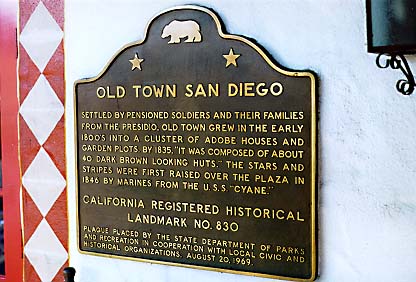 OLD TOWN SAN DIEGO
SETTLED BY PENSIONED SOLDIERS AND THEIR FAMILIES
FROM THE PRESIDIO, OLD TOWN GREW IN THE EARLY
1800'S INTO A CLUSTER OF ADOBE HOUSES AND
GARDEN PLOTS BY 1835. "IT WAS COMPOSED OF ABOUT
40 DARK BROWN LOOKING HUTS." THE STARS AND
STRIPES WERE FIRST RAISED OVER THE PLAZA IN
1846 BY MARINES FROM THE U.S.S. "CYANE."
CALIFORNIA REGISTERED HISTORICAL
LANDMARK NO. 830
PLAQUE PLACED BY THE STATE DEPARTMENT OF PARKS
AND RECREATION IN COOPERATION WITH LOCAL CIVIC AND
HISTORICAL ORGANIZATIONS, AUGUST 20, 1969.